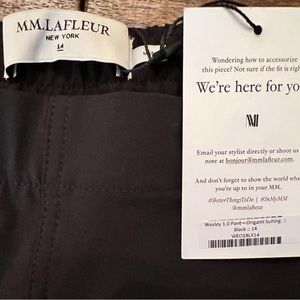 MM.LAFLEUR
NEW YORK
14
Wondering how to accessorize
this piece? Not sure if the fit is right
We're here for you
Email your stylist directly or shoot us
note at bonjour@mmlafleur.com
And don't forget to show the world what
you're up to in your MM.
#BetterThingsToDo | #InMyMM
@mmlafleur
Wesley 1.0 Pant—Origami Suiting ::
Black :: 14